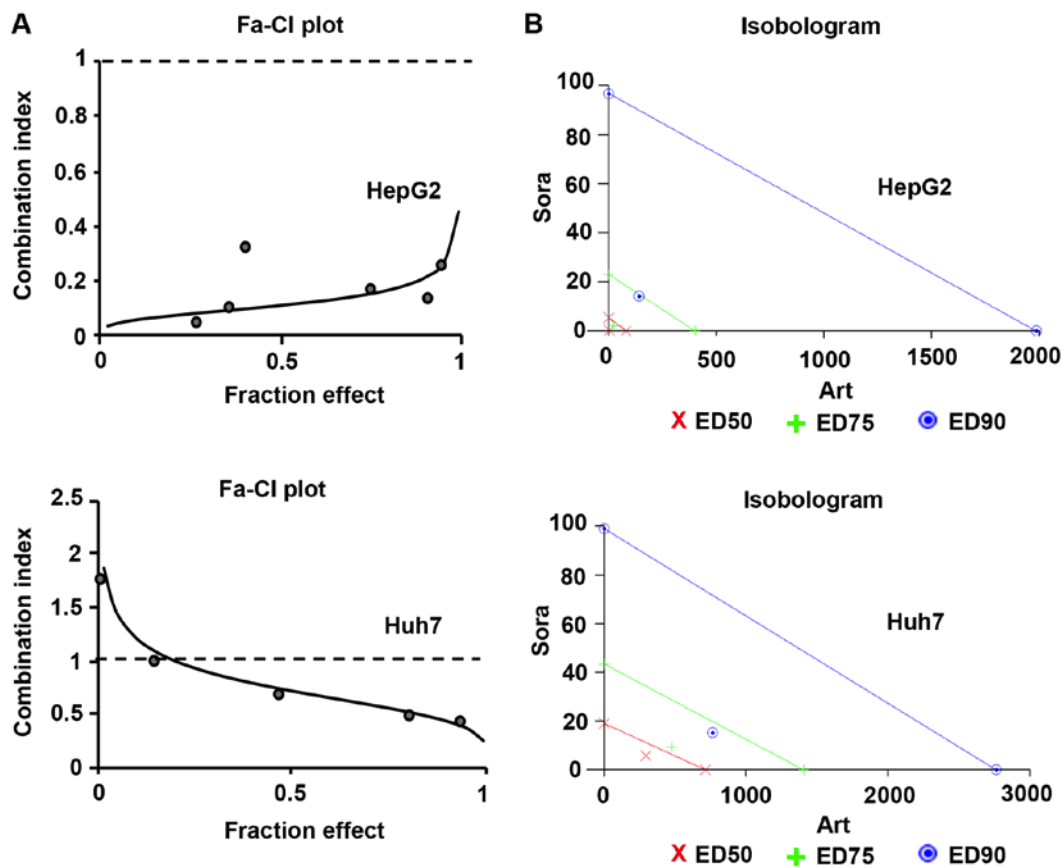 A
Fa-CI plot
Combination index
1
0.8
0.6
0.4
0.2
0
HepG2
0
0.5
1
Fraction effect
B
Isobologram
Sora
100
80
60
40
20
0
HepG2
0
500
1000
1500
2000
Art
X ED50 + ED75 ED90
Fa-CI plot
Combination index
2.5
2
1.5
1
0.5
0
Huh7
0
0.5
1
Fraction effect
Isobologram
Sora
100
80
60
40
20
0
Huh7
0
1000
2000
3000
Art
X ED50 + ED75 ED90